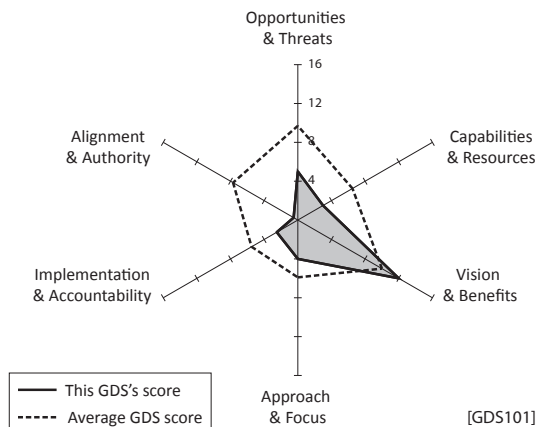 Opportunities
& Threats
16
12
8
4
Alignment
& Authority
Capabilities
& Resources
Implementation
& Accountability
Vision
& Benefits
Approach
& Focus
This GDS's score
Average GDS score
[GDS101]